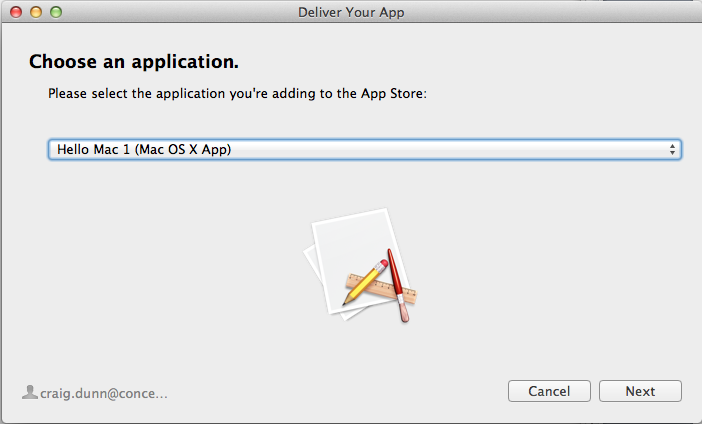 Deliver Your App
Choose an application.
Please select the application you're adding to the App Store:
Hello Mac 1 (Mac OS X App)
craig.dunn@conce...
Cancel
Next